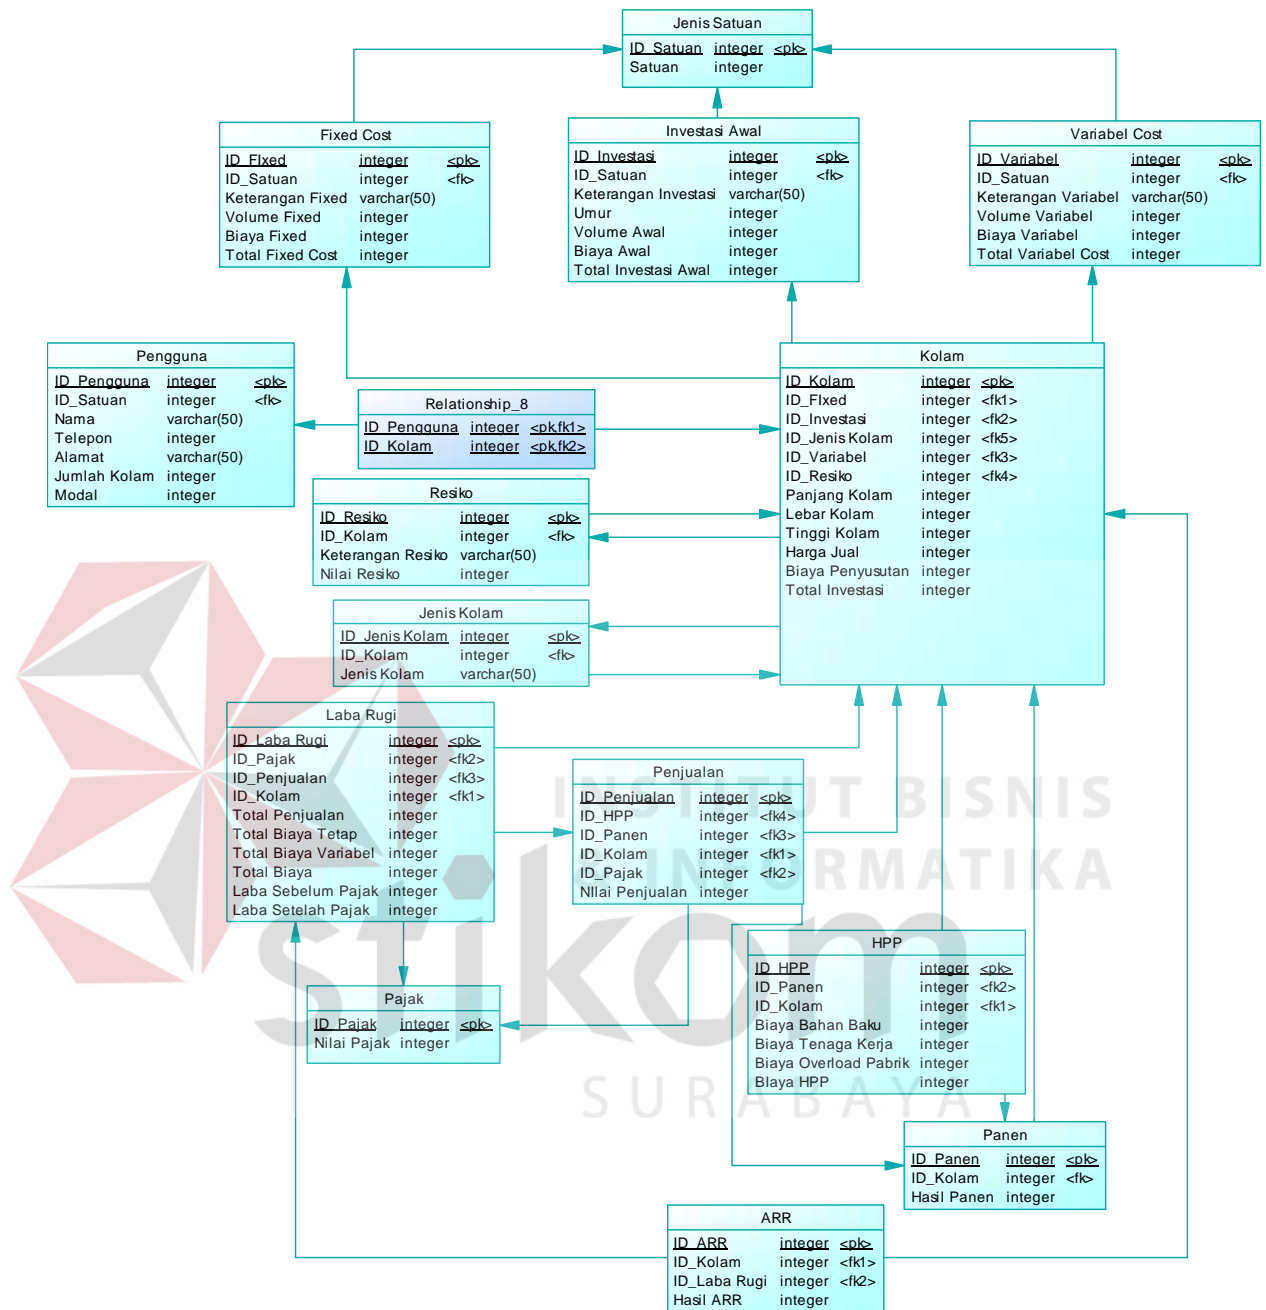 Jenis Satuan
ID_Satuan integer <pk>
Satuan integer
Fixed Cost
ID_FIxed integer <pk>
ID_Satuan integer <fk>
Keterangan Fixed varchar(50)
Volume Fixed integer
Biaya Fixed integer
Total Fixed Cost integer
Investasi Awal
ID_Investasi integer <pk>
ID_Satuan integer <fk>
Keterangan Investasi varchar(50)
Umur integer
Volume Awal integer
Biaya Awal integer
Total Investasi Awal integer
Variabel Cost
ID_Variabel integer <pk>
ID_Satuan integer <fk>
Keterangan Variabel varchar(50)
Volume Variabel integer
Biaya Variabel integer
Total Variabel Cost integer
Pengguna
ID_Pengguna integer <pk>
ID_Satuan integer <fk>
Nama varchar(50)
Telepon integer
Alamat varchar(50)
Jumlah Kolam integer
Modal integer
Relationship_8
ID_Pengguna integer <pk,fk1>
ID_Kolam integer <pk,fk2>
Kolam
ID_Kolam integer <pk>
ID_FIxed integer <fk1>
ID_Investasi integer <fk2>
ID_Jenis Kolam integer <fk5>
ID_Variabel integer <fk3>
ID_Resiko integer <fk4>
Panjang Kolam integer
Lebar Kolam integer
Tinggi Kolam integer
Harga Jual integer
Biaya Penyusutan integer
Total Investasi integer
Resiko
ID_Resiko integer <pk>
ID_Kolam integer <fk>
Keterangan Resiko varchar(50)
Nilai Resiko integer
Jenis Kolam
ID_Jenis Kolam integer <pk>
ID_Kolam integer <fk>
Jenis Kolam varchar(50)
Laba Rugi
ID_Laba Rugi integer <pk>
ID_Pajak integer <fk2>
ID_Penjualan integer <fk3>
ID_Kolam integer <fk1>
Total Penjualan integer
Total Biaya Tetap integer
Total Biaya Variabel integer
Total Biaya integer
Laba Sebelum Pajak integer
Laba Setelah Pajak integer
Penjualan
ID_Penjualan integer <pk>
ID_HPP integer <fk4>
ID_Panen integer <fk3>
ID_Kolam integer <fk1>
ID_Pajak integer <fk2>
NIlai Penjualan integer
INSTITUT BISNIS
& INFORMATIKA
stikom
SURABAYA
HPP
ID_HPP integer <pk>
ID_Panen integer <fk2>
ID_Kolam integer <fk1>
Biaya Bahan Baku integer
Biaya Tenaga Kerja integer
Biaya Overload Pabrik integer
BIaya HPP integer
Pajak
ID_Pajak integer <pk>
Nilai Pajak integer
Panen
ID_Panen integer <pk>
ID_Kolam integer <fk>
Hasil Panen integer
ARR
ID_ARR integer <pk>
ID_Kolam integer <fk1>
ID_Laba Rugi integer <fk2>
Hasil ARR integer